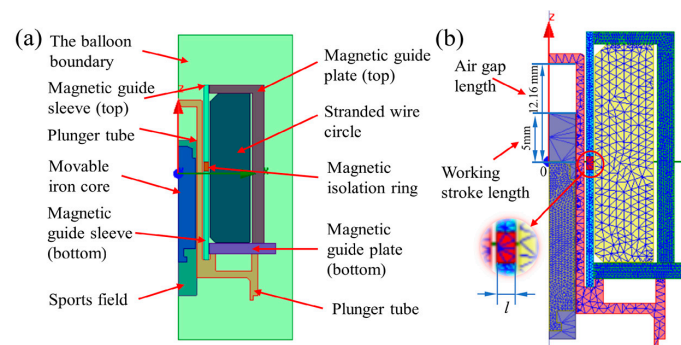 (a)
The balloon
boundary
Magnetic guide
sleeve (top)
Plunger tube
Movable
iron core
Magnetic guide
sleeve (bottom)
Sports field
Magnetic guide
plate (top)
Stranded wire
circle
Magnetic
isolation ring
Magnetic
guide plate
(bottom)
Plunger tube
(b)
z
Air gap
length
12.16 mm
5mm
0
Working
stroke length
l